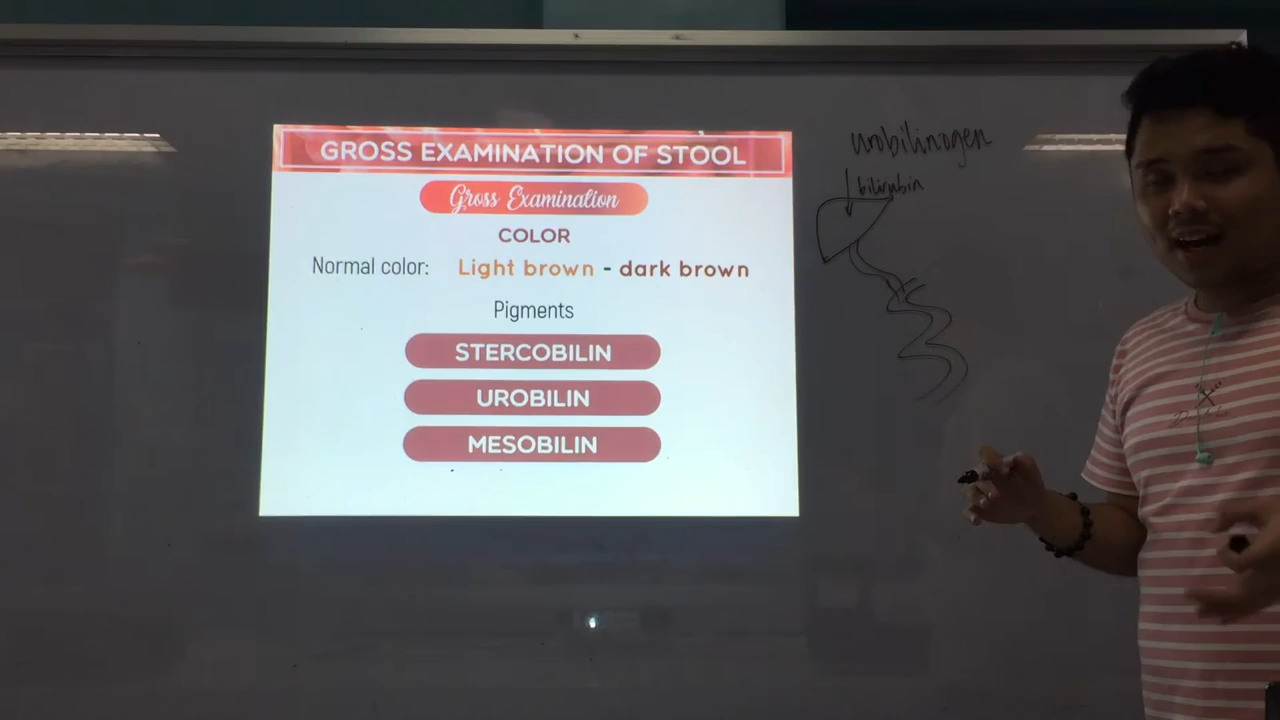 GROSS EXAMINATION OF STOOL
Gross Examination
COLOR
Normal color: Light brown - dark brown
Pigments
STERCOBILIN
UROBILIN
MESOBILIN
urobilinogen
bilirubin